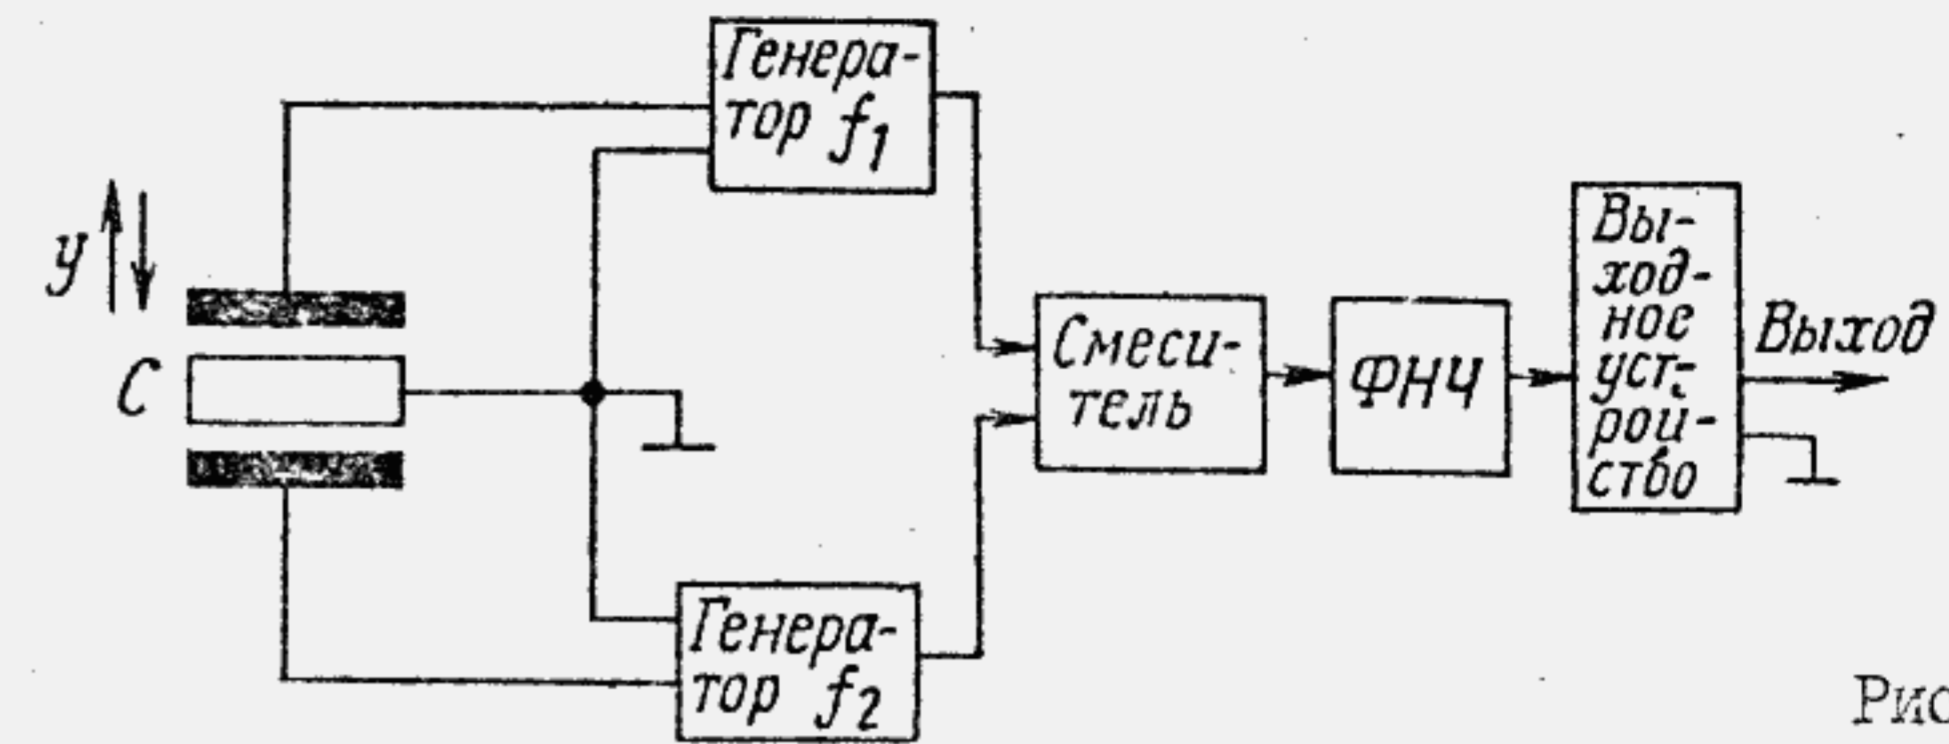 Генера-
тор f1
y
C
Смеси-
тель
ФНЧ
Вы-
ход-
ное
уст-
рой-
ство
Выход
Генера-
тор f2
Рис